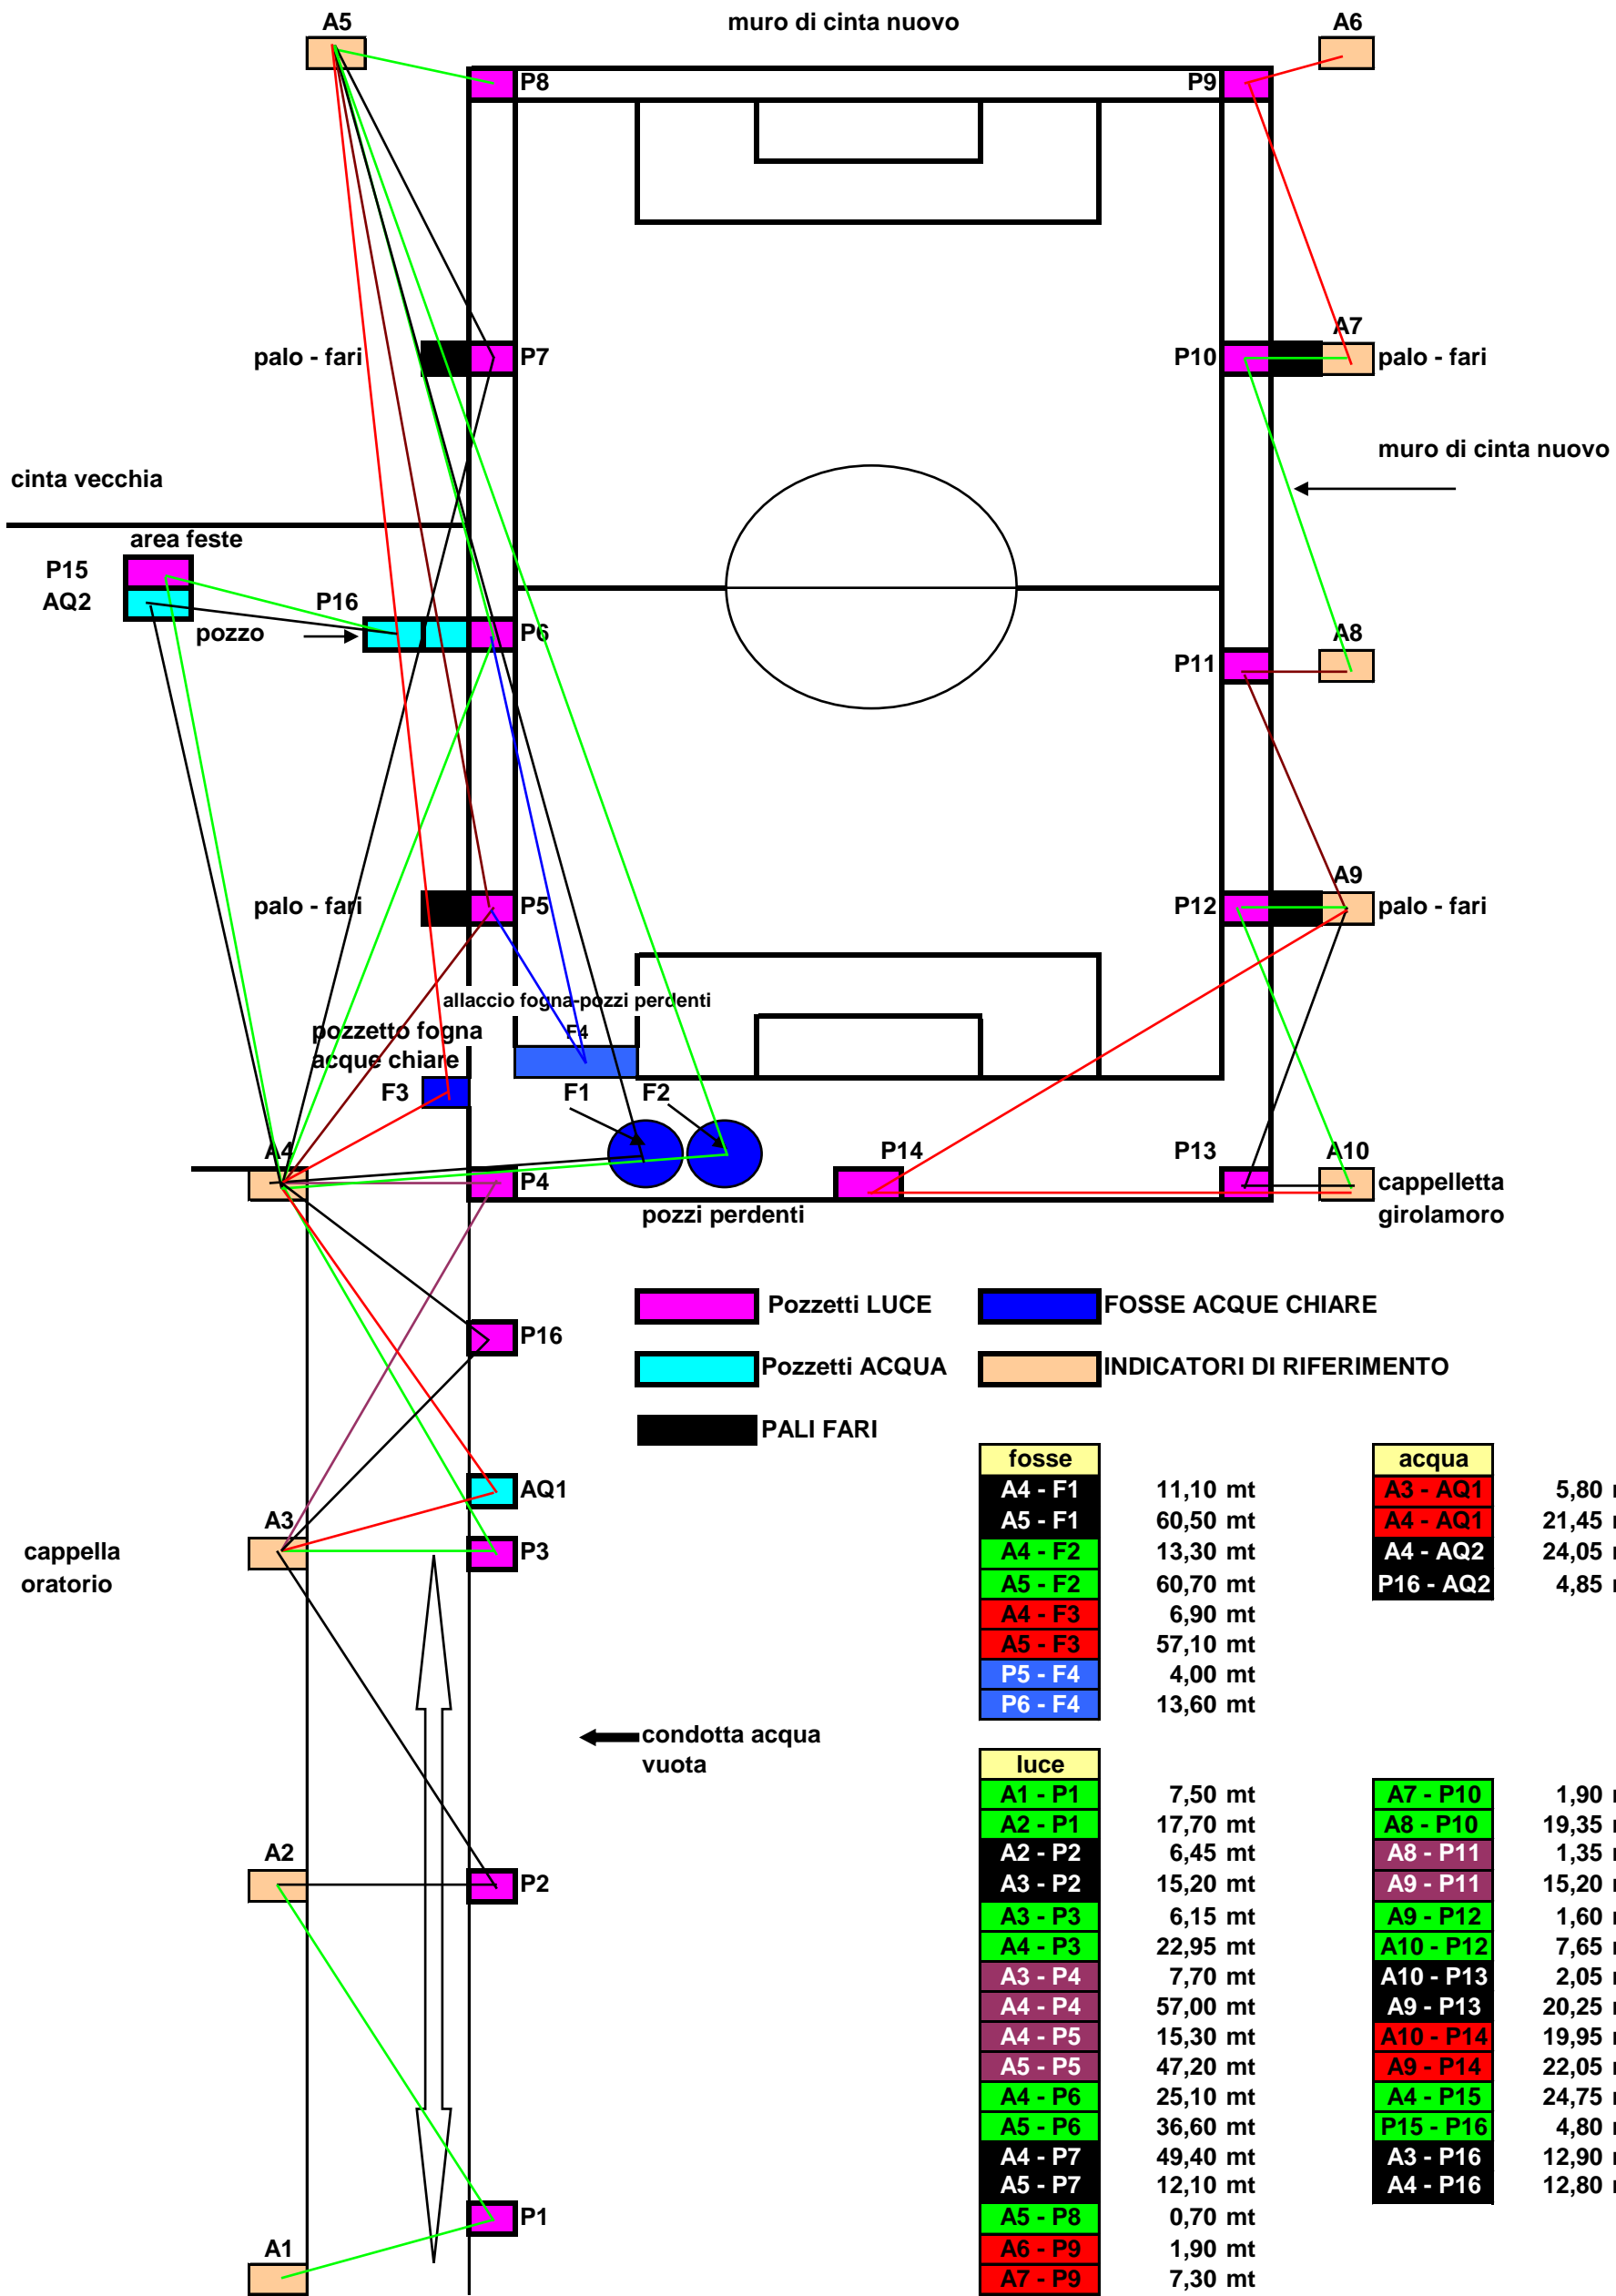 A5
muro di cinta nuovo
A6
P8
P9
A7
palo - fari
P7
P10
palo - fari
muro di cinta nuovo
cinta vecchia
area feste
P15
AQ2
P16
pozzo
P6
A8
P11
A9
palo - fari
P5
P12
palo - fari
allaccio fogna-pozzi perdenti
F4
pozzetto fogna
acque chiare
F3
F1
F2
A4
P4
P14
P13
A10
cappelletta
girolamoro
pozzi perdenti
Pozzetti LUCE
FOSSE ACQUE CHIARE
P16
Pozzetti ACQUA
INDICATORI DI RIFERIMENTO
PALI FARI
AQ1
A3
P3
cappella
oratorio
condotta acqua
vuota
A2
P2
P1
A1
fosse
A4 - F1 11,10 mt
A5 - F1 60,50 mt
A4 - F2 13,30 mt
A5 - F2 60,70 mt
A4 - F3 6,90 mt
A5 - F3 57,10 mt
P5 - F4 4,00 mt
P6 - F4 13,60 mt
acqua
A3 - AQ1 5,80
A4 - AQ1 21,45
A4 - AQ2 24,05
P16 - AQ2 4,85
luce
A1 - P1 7,50 mt
A2 - P1 17,70 mt
A2 - P2 6,45 mt
A3 - P2 15,20 mt
A3 - P3 6,15 mt
A4 - P3 22,95 mt
A3 - P4 7,70 mt
A4 - P4 57,00 mt
A4 - P5 15,30 mt
A5 - P5 47,20 mt
A4 - P6 25,10 mt
A5 - P6 36,60 mt
A4 - P7 49,40 mt
A5 - P7 12,10 mt
A5 - P8 0,70 mt
A6 - P9 1,90 mt
A7 - P9 7,30 mt
A7 - P10 1,90
A8 - P10 19,35
A8 - P11 1,35
A9 - P11 15,20
A9 - P12 1,60
A10 - P12 7,65
A10 - P13 2,05
A9 - P13 20,25
A10 - P14 19,95
A9 - P14 22,05
A4 - P15 24,75
P15 - P16 4,80
A3 - P16 12,90
A4 - P16 12,80